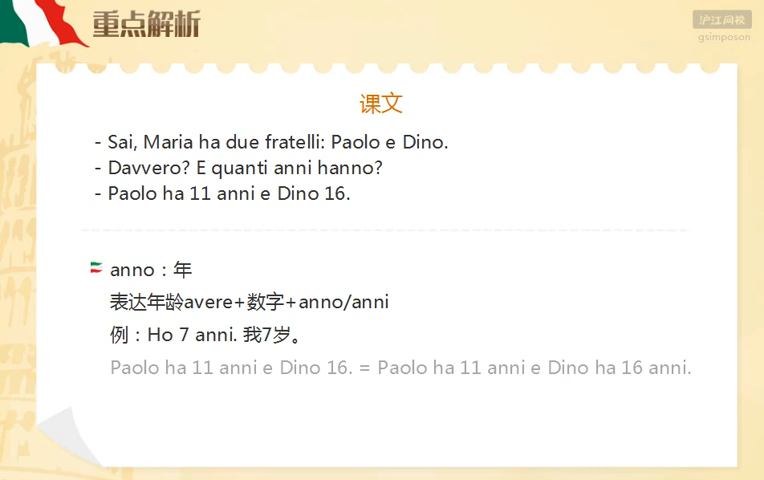 重点解析
沪江网校
gsimposon
课文
- Sai, Maria ha due fratelli: Paolo e Dino.
- Davvero? E quanti anni hanno?
- Paolo ha 11 anni e Dino 16.
anno：年
表达年龄avere+数字+anno/anni
例：Ho 7 anni. 我7岁。
Paolo ha 11 anni e Dino 16. = Paolo ha 11 anni e Dino ha 16 anni.